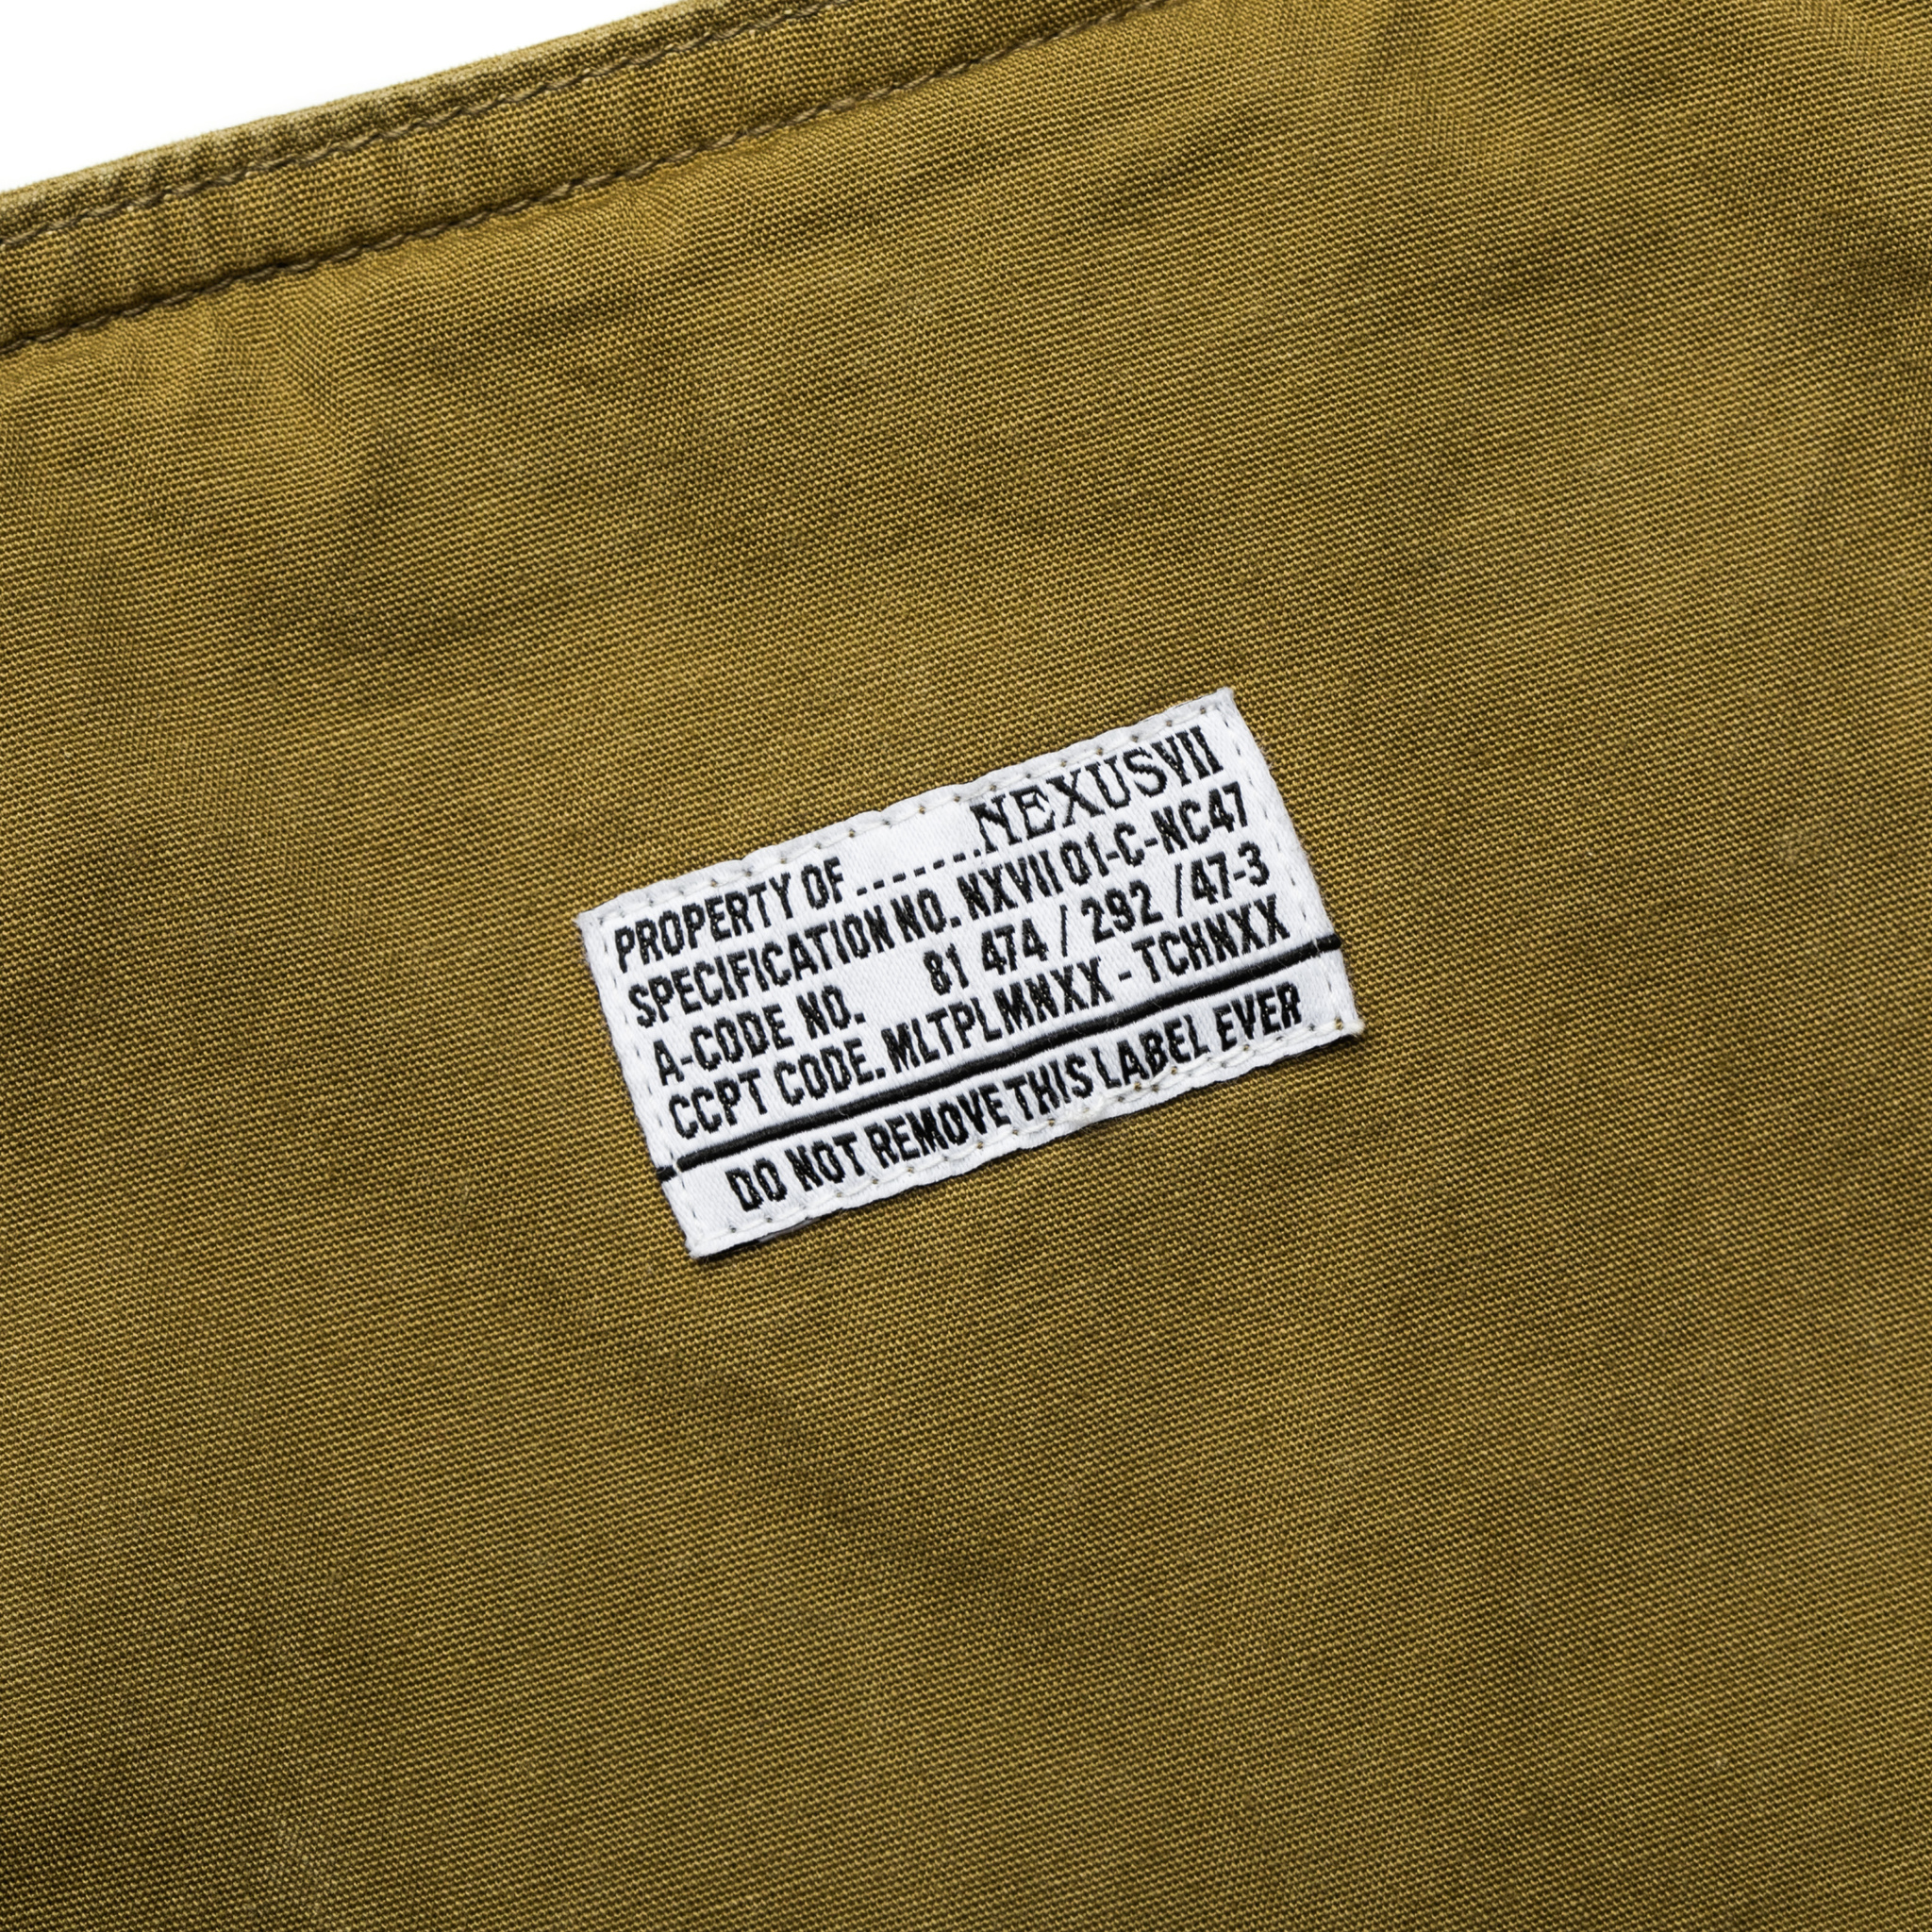 PROPERTY OF.......NEXUSVII
SPECIFICATION NO. NXVII 01-C-NC47
A-CODE NO. 81 474 / 292 /47-3
CCPT CODE. MLTPLMNXX - TCHNXX
DO NOT REMOVE THIS LABEL EVER